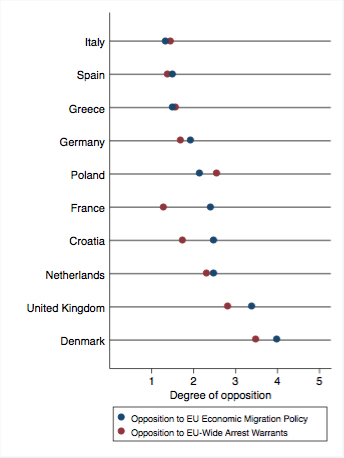 Italy
Spain
Greece
Germany
Poland
France
Croatia
Netherlands
United Kingdom
Denmark
1 2 3 4 5
Degree of opposition
Opposition to EU Economic Migration Policy
Opposition to EU-Wide Arrest Warrants